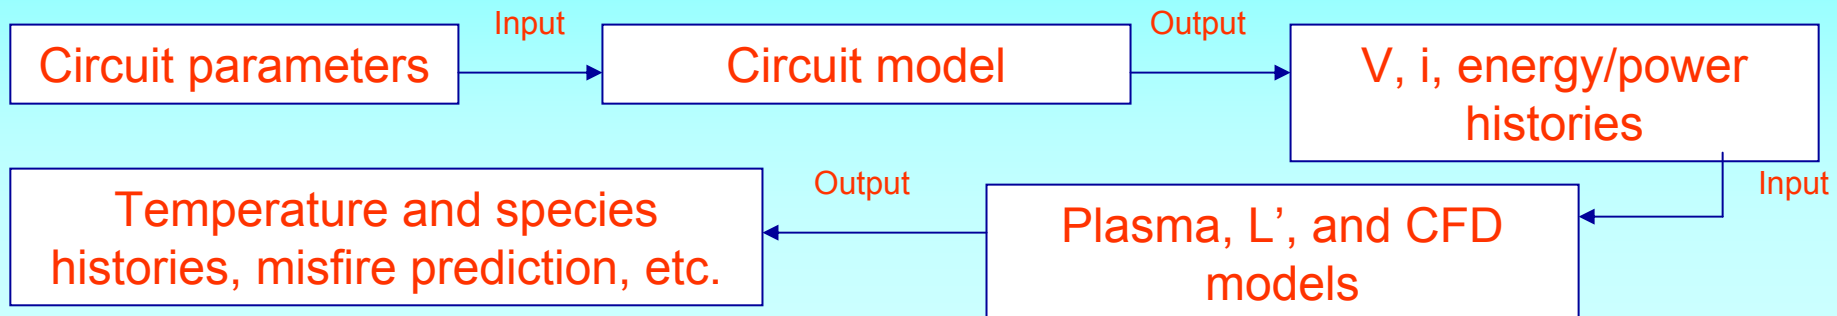 Input
Output
Circuit parameters
Circuit model
V, i, energy/power
histories
Input
Plasma, L’, and CFD
models
Output
Temperature and species
histories, misfire prediction, etc.